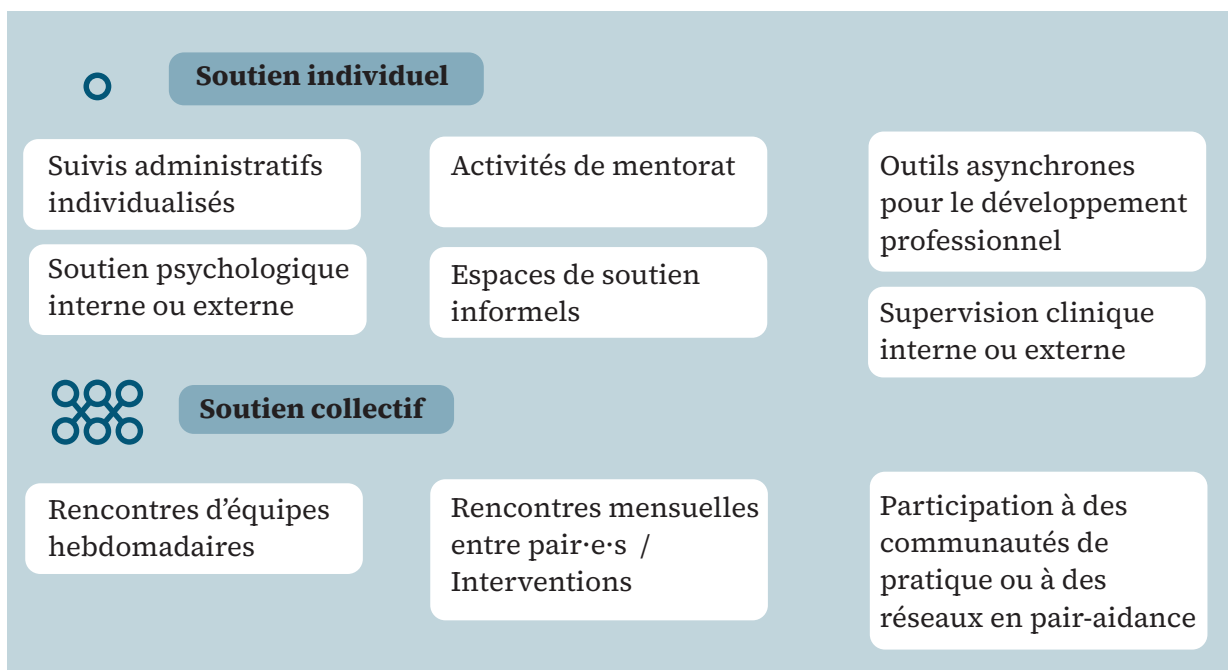 Soutien individuel
Suivis administratifs
individualisés
Activités de mentorat
Outils asynchrones
pour le développement
professionnel
Soutien psychologique
interne ou externe
Espaces de soutien
informels
Supervision clinique
interne ou externe
Soutien collectif
Rencontres d’équipes
hebdomadaires
Rencontres mensuelles
entre pair·e·s /
Interventions
Participation à des
communautés de
pratique ou à des
réseaux en pair-aidance